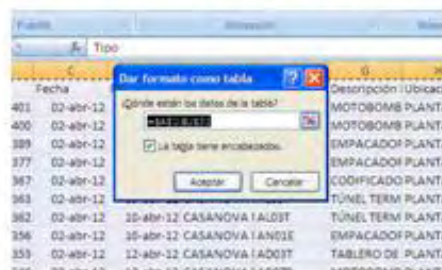 Tipo
C G
Fecha Descripción Ubicac
Dar formato como tabla
¿Dónde están los datos de la tabla?
La tabla tiene encabezados.
Aceptar Cancelar
401 02-abr-12 MOTOBOMB PLANT
400 02-abr-12 MOTOBOMB PLANT
389 02-abr-12 EMPACADOR PLANT
377 02-abr-12 EMPACADOR PLANT
367 02-abr-12 CODIFICADO PLANT
363 02-abr-12 TÚNEL TERM PLANT
362 02-abr-12 10-abr-12 CASANOVA I AL03T TÚNEL TERM PLANT
356 02-abr-12 10-abr-12 CASANOVA I AN01E EMPACADOR PLANT
353 02-abr-12 12-abr-12 CASANOVA I AD03T TABLERO DE PLANT